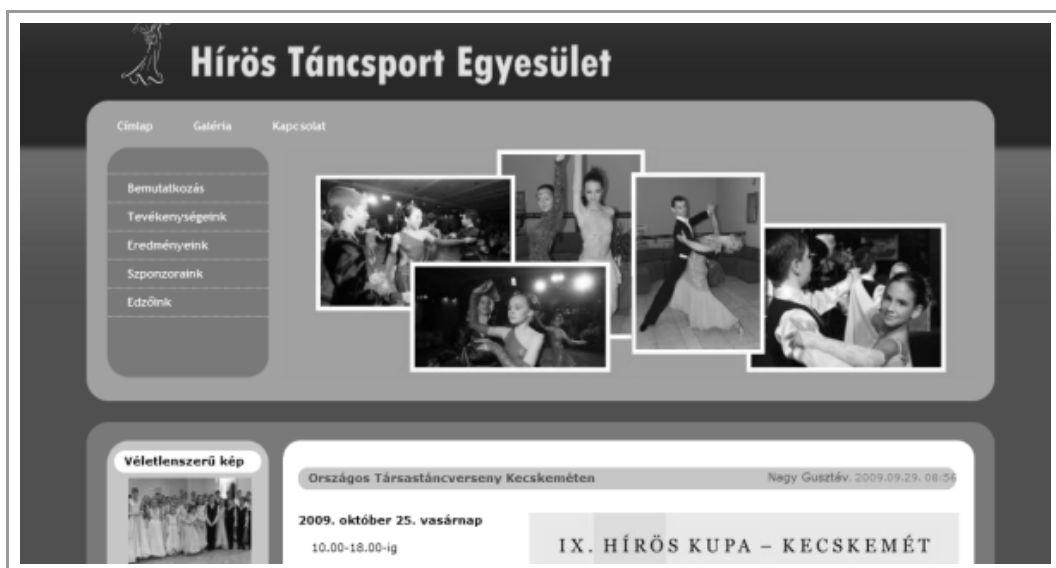 Hírös Táncsport Egyesület
Címlap Galéria Kapcsolat
Bemutatkozás
Tevékenységeink
Eredményeink
Szponzoraink
Edzőink
Véletlenszerű kép
Országos Társastáncverseny Kecskeméten Nagy Gusztáv. 2009.09.29. 08:56
2009. október 25. vasárnap
10.00-18.00-ig
IX. HÍRÖS KUPA – KECSKEMÉT